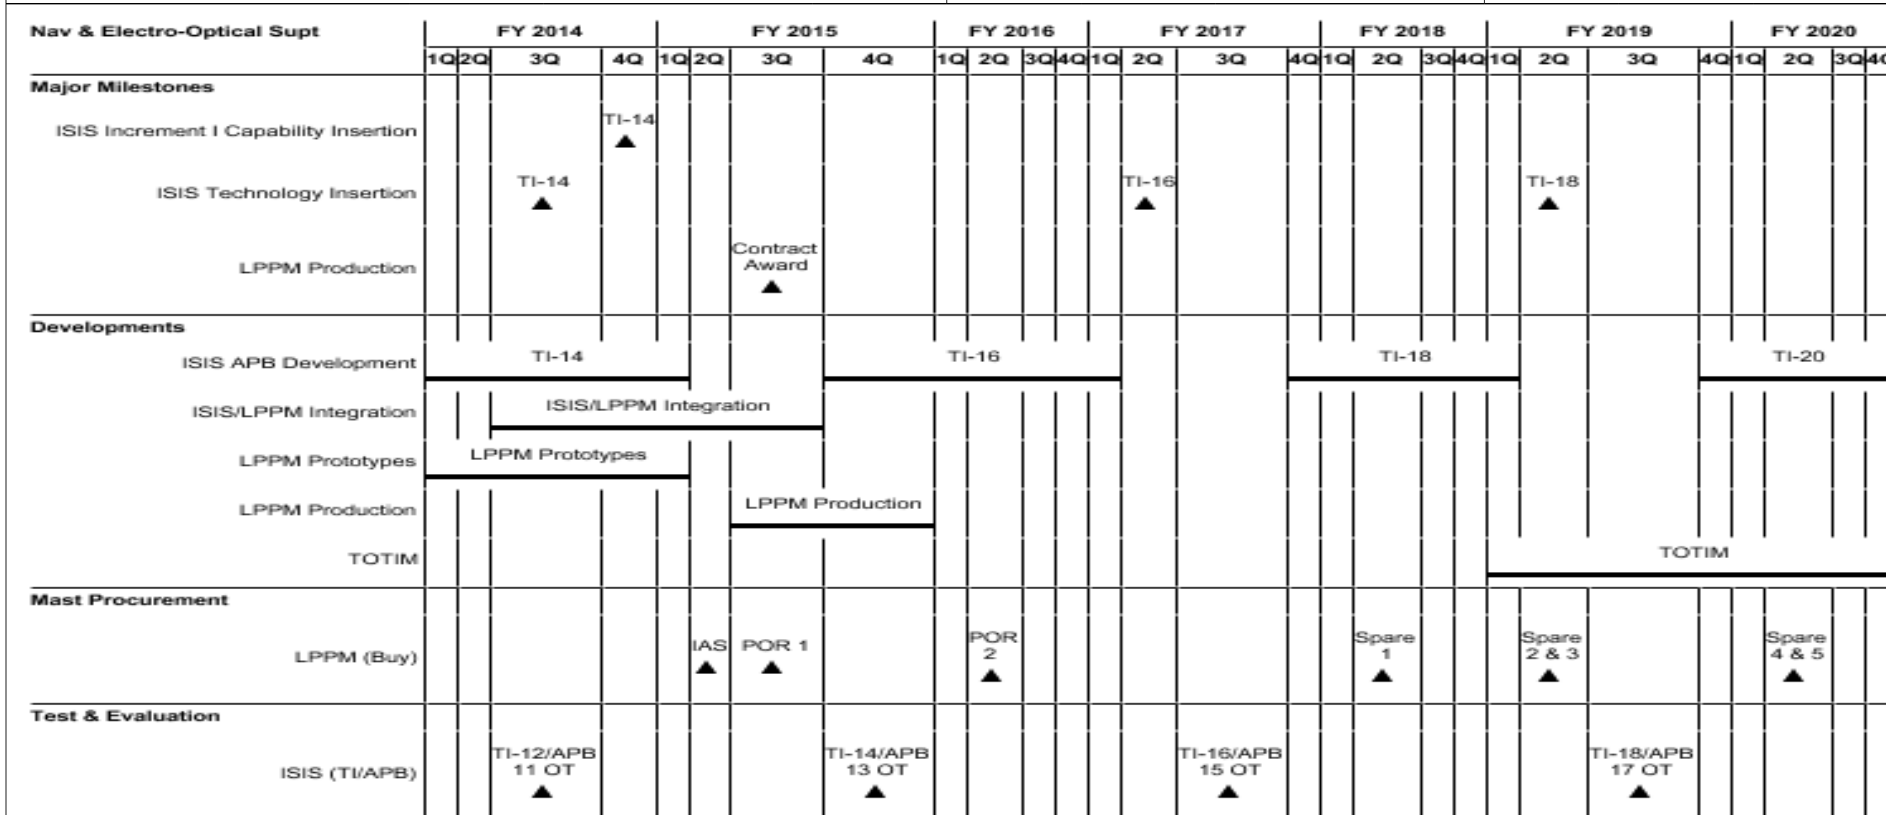 Nav & Electro-Optical Supt FY 2014 FY 2015 FY 2016 FY 2017 FY 2018 FY 2019 FY 2020
1Q 2Q 3Q 4Q 1Q 2Q 3Q 4Q 1Q 2Q 3Q 4Q 1Q 2Q 3Q 4Q 1Q 2Q 3Q 4Q 1Q 2Q 3Q 4Q 1Q 2Q 3Q 4Q
Major Milestones
TI-14
ISIS Increment I Capability Insertion
TI-14 TI-16 TI-18
ISIS Technology Insertion
Contract
Award
LPPM Production
Developments
TI-14 TI-16 TI-18 TI-20
ISIS APB Development
ISIS/LPPM Integration
ISIS/LPPM Integration
LPPM Prototypes
LPPM Prototypes
LPPM Production
LPPM Production
TOTIM
TOTIM
Mast Procurement
IAS POR 1 POR Spare Spare Spare
2 1 2 & 3 4 & 5
LPPM (Buy)
Test & Evaluation
TI-12/APB TI-14/APB TI-16/APB TI-18/APB
11 OT 13 OT 15 OT 17 OT
ISIS (TI/APB)